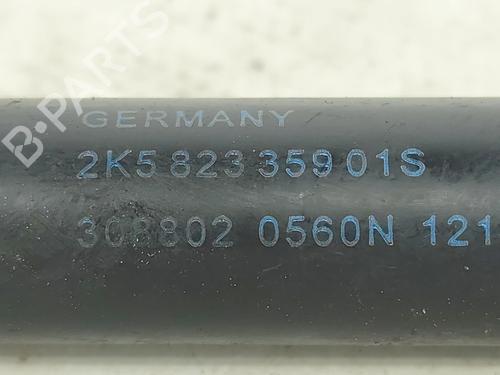 B-PARTS
GERMANY
2K5 823 359 01S
308802 0560N 121